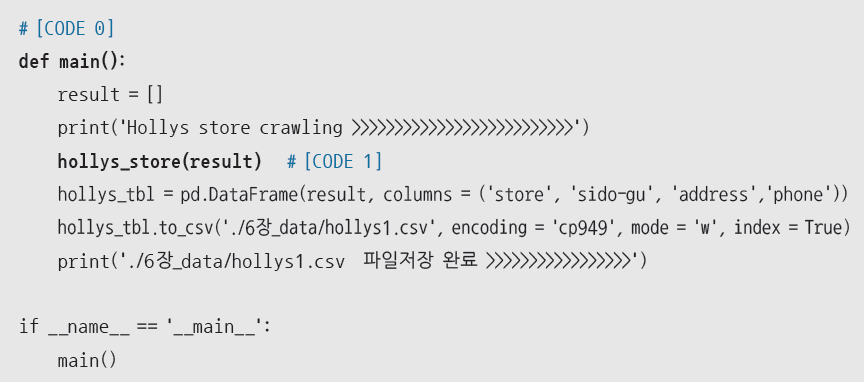 # [CODE 0]
def main():
    result = []
    print('Hollys store crawling >>>>>>>>>>>>>>>>>>>>>>>>>>')
    hollys_store(result)   # [CODE 1]
    hollys_tbl = pd.DataFrame(result, columns = ('store', 'sido-gu', 'address','phone'))
    hollys_tbl.to_csv('./6장_data/hollys1.csv', encoding = 'cp949', mode = 'w', index = True)
    print('./6장_data/hollys1.csv  파일저장 완료 >>>>>>>>>>>>>>>>>')
if __name__ == '__main__':
    main()